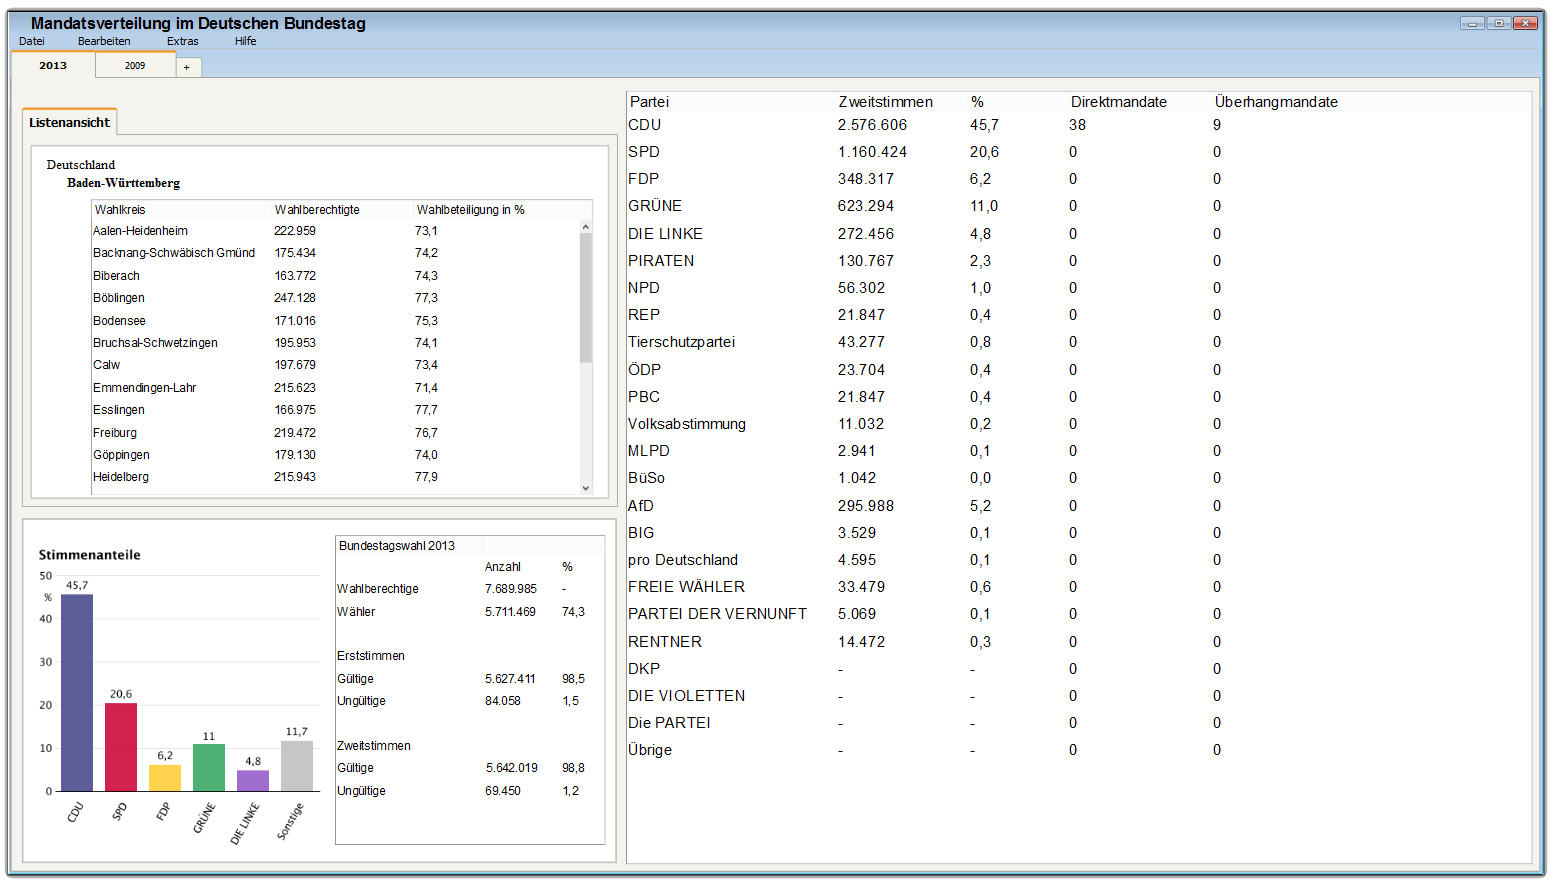 Mandatsverteilung im Deutschen Bundestag
Datei Bearbeiten Extras Hilfe
2013 2009 +
Listenansicht
Deutschland
Baden-Württemberg
Wahlkreis Wahlberechtigte Wahlbeteiligung in %
Aalen-Heidenheim 222.959 73,1
Backnang-Schwäbisch Gmünd 175.434 74,2
Biberach 163.772 74,3
Böblingen 247.128 77,3
Bodensee 171.016 75,3
Bruchsal-Schwetzingen 195.953 74,1
Calw 197.679 73,4
Emmendingen-Lahr 215.623 71,4
Esslingen 166.975 77,7
Freiburg 219.472 76,7
Göppingen 179.130 74,0
Heidelberg 215.943 77,9
Stimmenanteile
50
%
40
30
20
10
0
45,7
20,6
6,2
11
4,8
11,7
CDU
SPD
FDP
GRÜNE
DIE LINKE
Sonstige
Bundestagswahl 2013
Anzahl %
Wahlberechtige 7.689.985 -
Wähler 5.711.469 74,3
Erststimmen
Gültige 5.627.411 98,5
Ungültige 84.058 1,5
Zweitstimmen
Gültige 5.642.019 98,8
Ungültige 69.450 1,2
Partei Zweitstimmen % Direktmandate Überhangmandate
CDU 2.576.606 45,7 38 9
SPD 1.160.424 20,6 0 0
FDP 348.317 6,2 0 0
GRÜNE 623.294 11,0 0 0
DIE LINKE 272.456 4,8 0 0
PIRATEN 130.767 2,3 0 0
NPD 56.302 1,0 0 0
REP 21.847 0,4 0 0
Tierschutzpartei 43.277 0,8 0 0
ÖDP 23.704 0,4 0 0
PBC 21.847 0,4 0 0
Volksabstimmung 11.032 0,2 0 0
MLPD 2.941 0,1 0 0
BüSo 1.042 0,0 0 0
AfD 295.988 5,2 0 0
BIG 3.529 0,1 0 0
pro Deutschland 4.595 0,1 0 0
FREIE WÄHLER 33.479 0,6 0 0
PARTEI DER VERNUNFT 5.069 0,1 0 0
RENTNER 14.472 0,3 0 0
DKP - - 0 0
DIE VIOLETTEN - - 0 0
Die PARTEI - - 0 0
Übrige - - 0 0